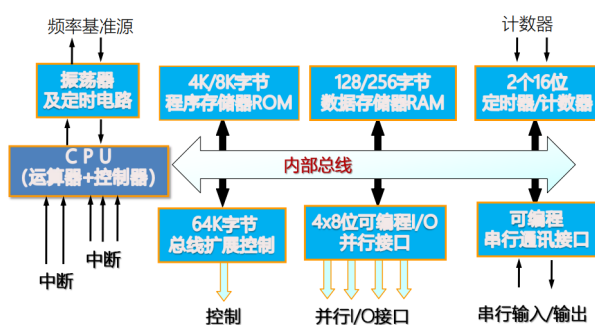 频率基准源
计数器
振荡器
及定时电路
4K/8K字节
程序存储器ROM
128/256字节
数据存储器RAM
2个16位
定时器/计数器
C P U
(运算器+控制器)
内部总线
64K字节
总线扩展控制
4x8位可编程I/O
并行接口
可编程
串行通讯接口
中断
中断
控制
并行I/O接口
串行输入/输出